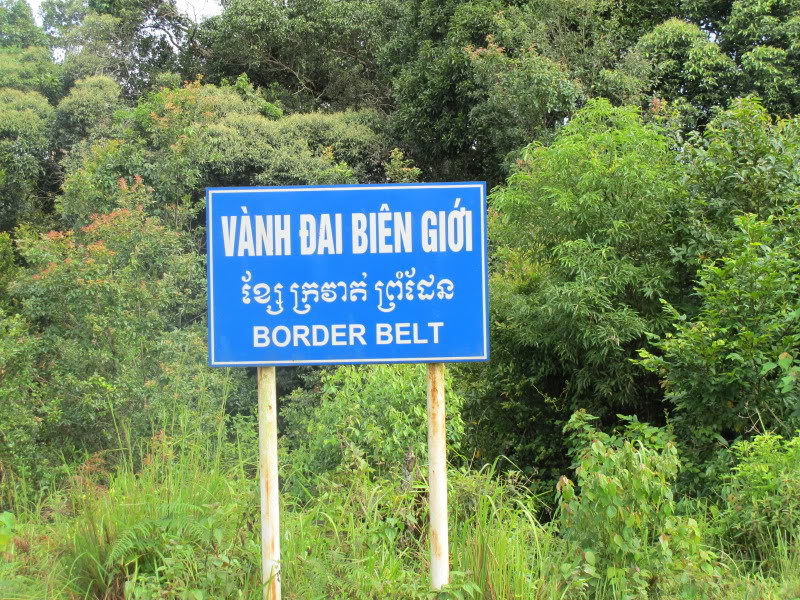 VÀNH ĐAI BIÊN GIỚI
ខ្សែ ក្រវាត់ ព្រំដែន
BORDER BELT